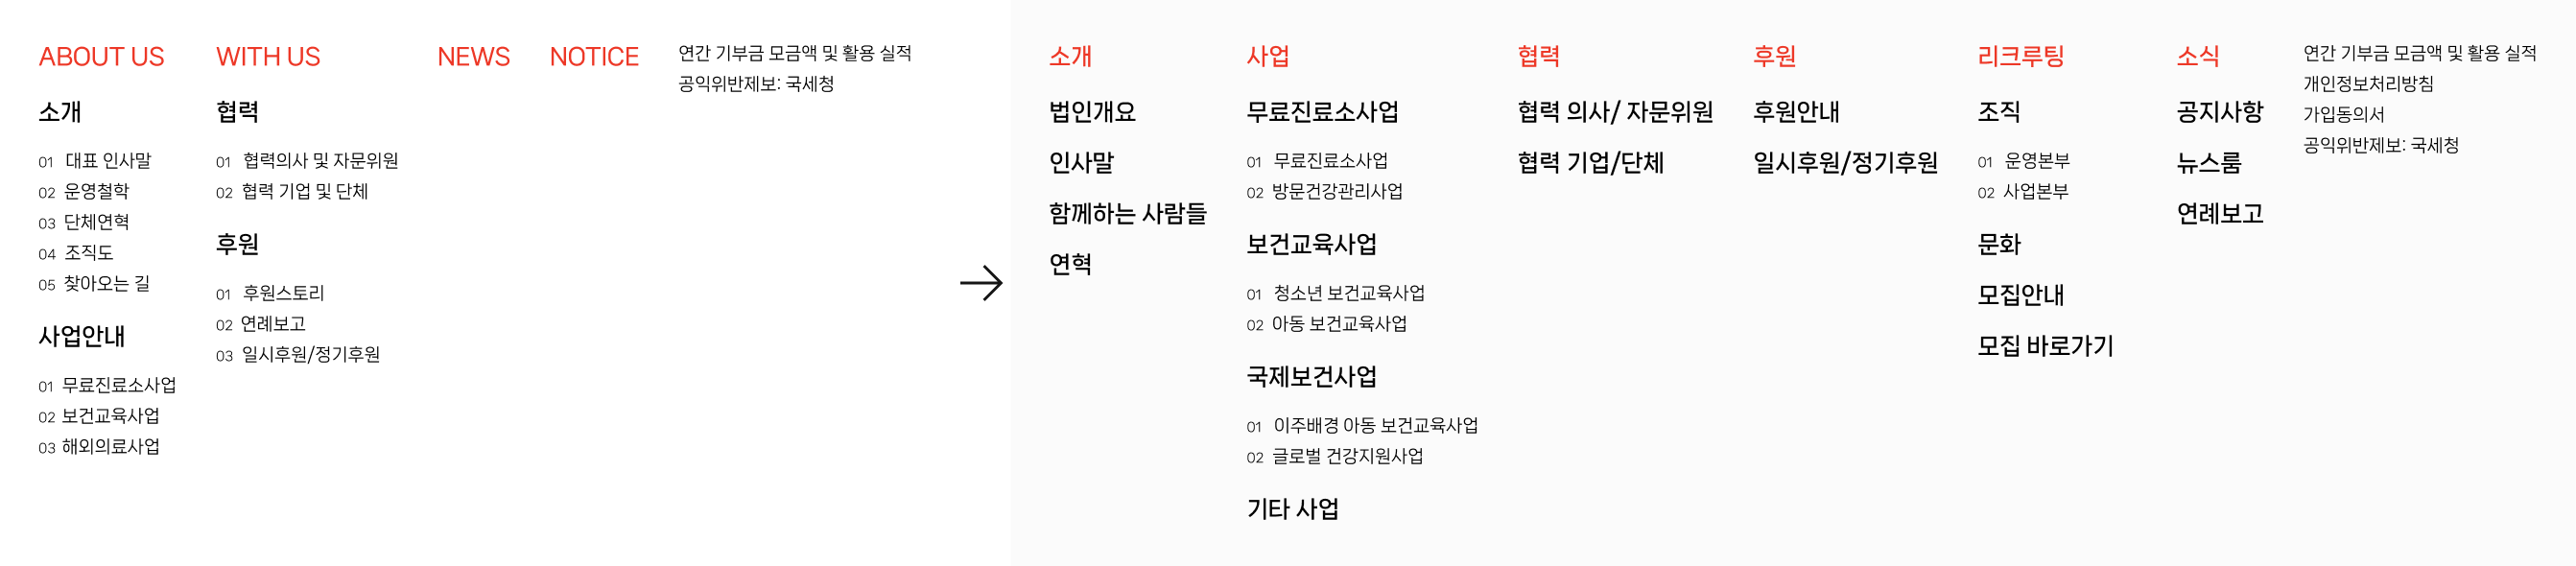 ABOUT US
소개
01 대표 인사말
02 운영철학
03 단체연혁
04 조직도
05 찾아오는 길
사업안내
01 무료진료소사업
02 보건교육사업
03 해외의료사업
WITH US
협력
01 협력의사 및 자문위원
02 협력 기업 및 단체
후원
01 후원스토리
02 연례보고
03 일시후원/정기후원
NEWS
NOTICE
연간 기부금 모금액 및 활용 실적
공익위반제보: 국세청
소개
법인개요
인사말
함께하는 사람들
연혁
사업
무료진료소사업
01 무료진료소사업
02 방문건강관리사업
보건교육사업
01 청소년 보건교육사업
02 아동 보건교육사업
국제보건사업
01 이주배경 아동 보건교육사업
02 글로벌 건강지원사업
기타 사업
협력
협력 의사/ 자문위원
협력 기업/단체
후원
후원안내
일시후원/정기후원
리크루팅
조직
01 운영본부
02 사업본부
문화
모집안내
모집 바로가기
소식
공지사항
뉴스룸
연례보고
연간 기부금 모금액 및 활용 실적
개인정보처리방침
가입동의서
공익위반제보: 국세청